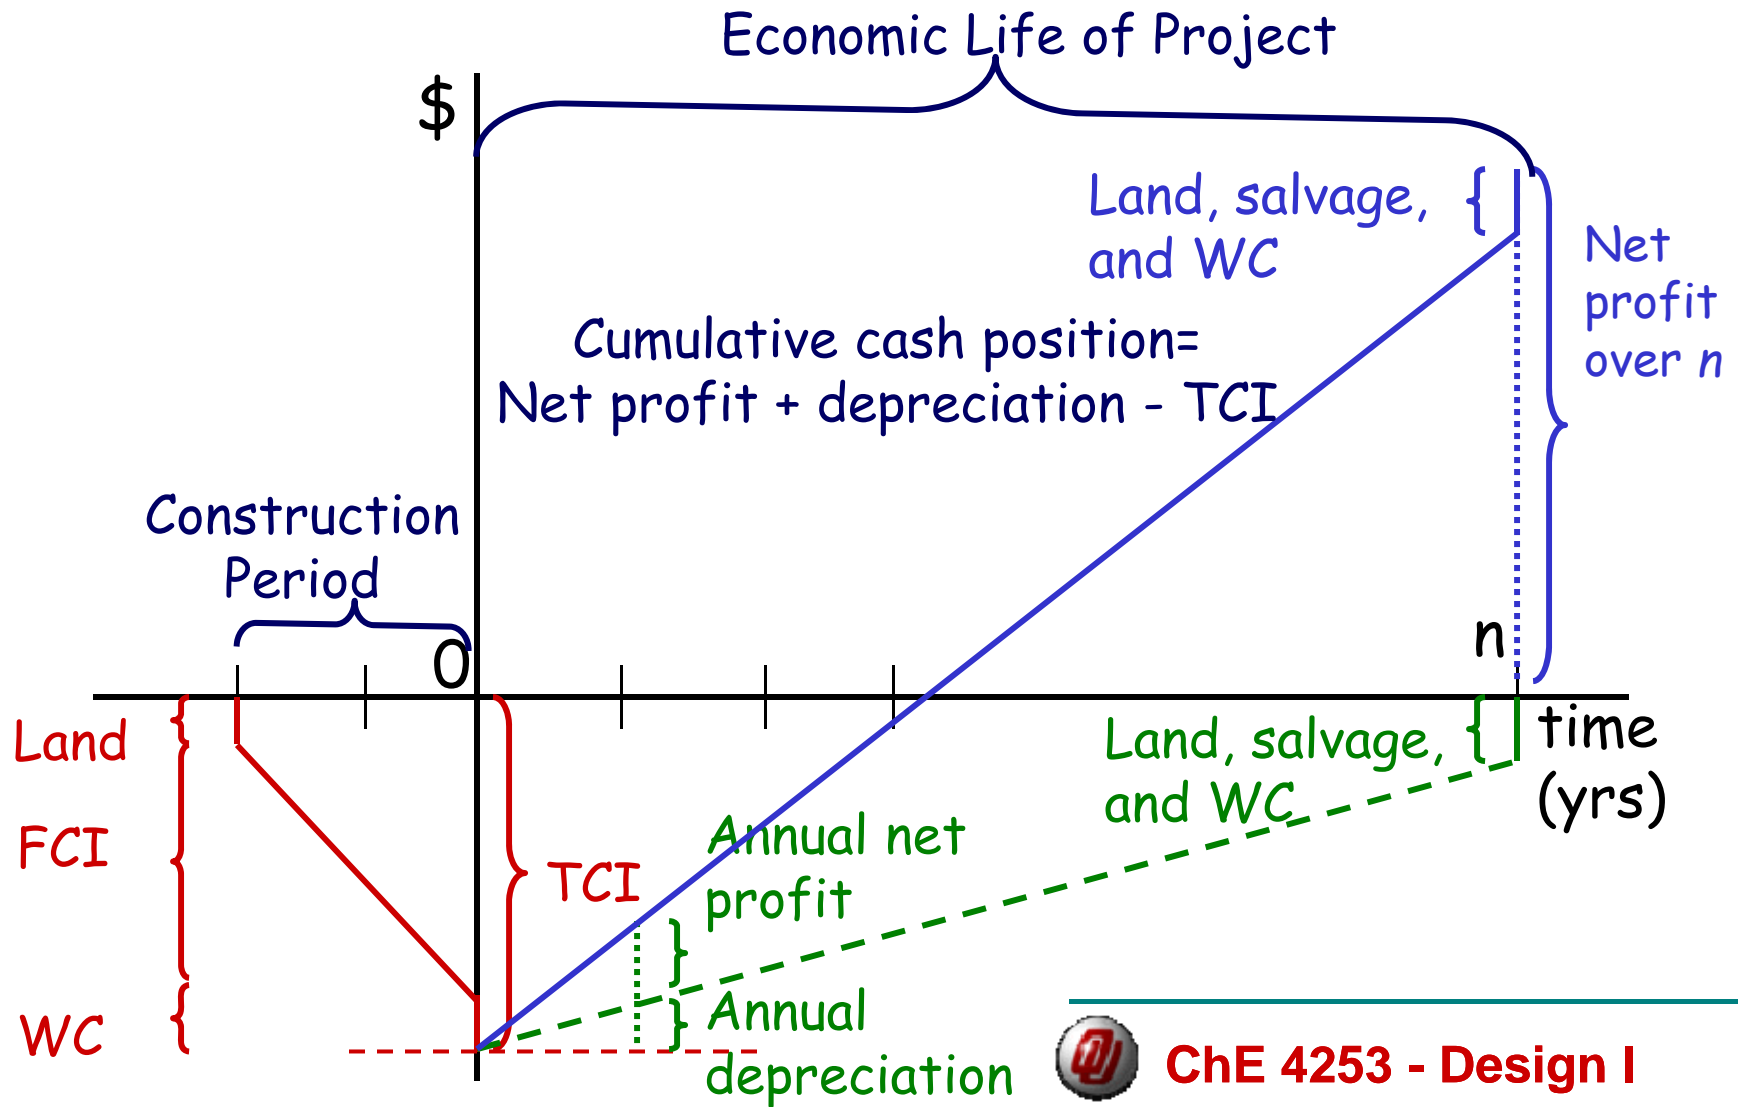 Economic Life of Project
$
Land, salvage,
and WC
Net
profit
over n
Cumulative cash position=
Net profit + depreciation - TCI
Construction
Period
0
n
time
(yrs)
Land
FCI
WC
TCI
Land, salvage,
and WC
Annual net
profit
Annual
depreciation
OU
ChE 4253 - Design I